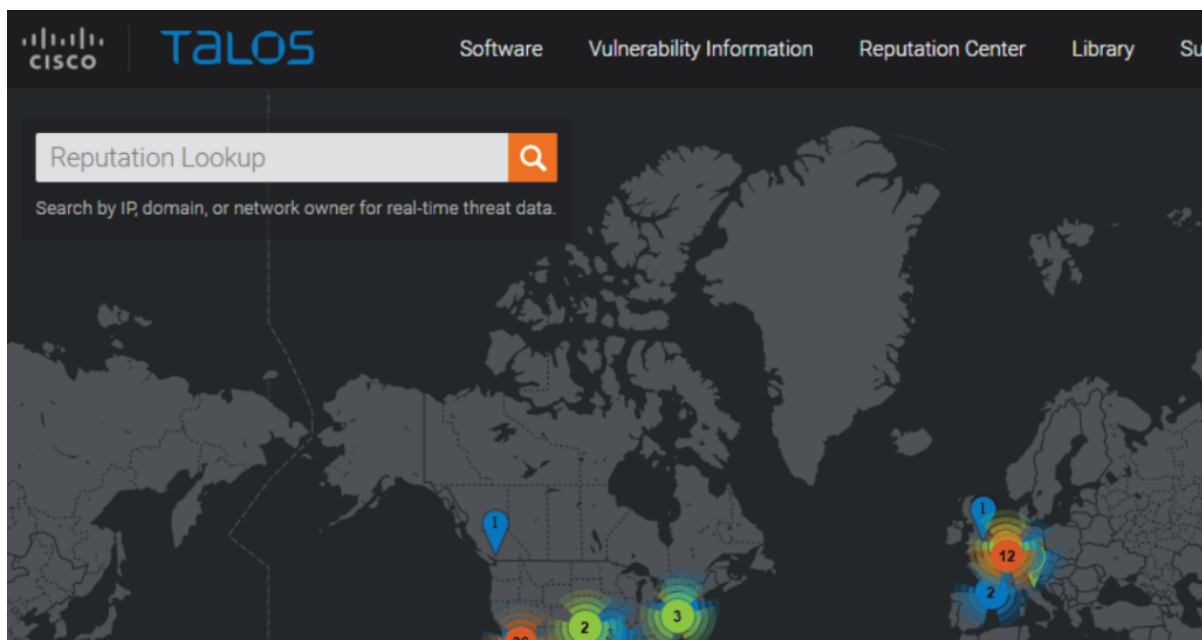 CISCO
TALOS
Software Vulnerability Information Reputation Center Library Su
Reputation Lookup
Search by IP, domain, or network owner for real-time threat data.
1
1
12
2
3
2